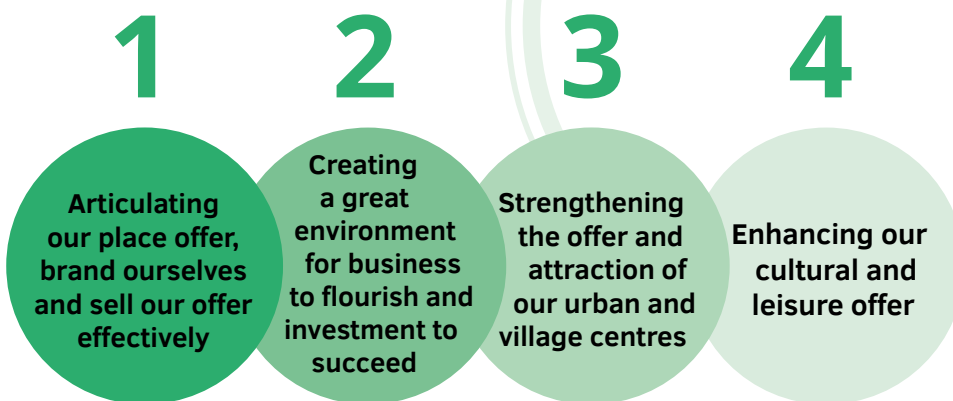 1
Articulating
our place offer,
brand ourselves
and sell our offer
effectively
2
Creating
a great
environment
for business
to flourish and
investment to
succeed
3
Strengthening
the offer and
attraction of
our urban and
village centres
4
Enhancing our
cultural and
leisure offer